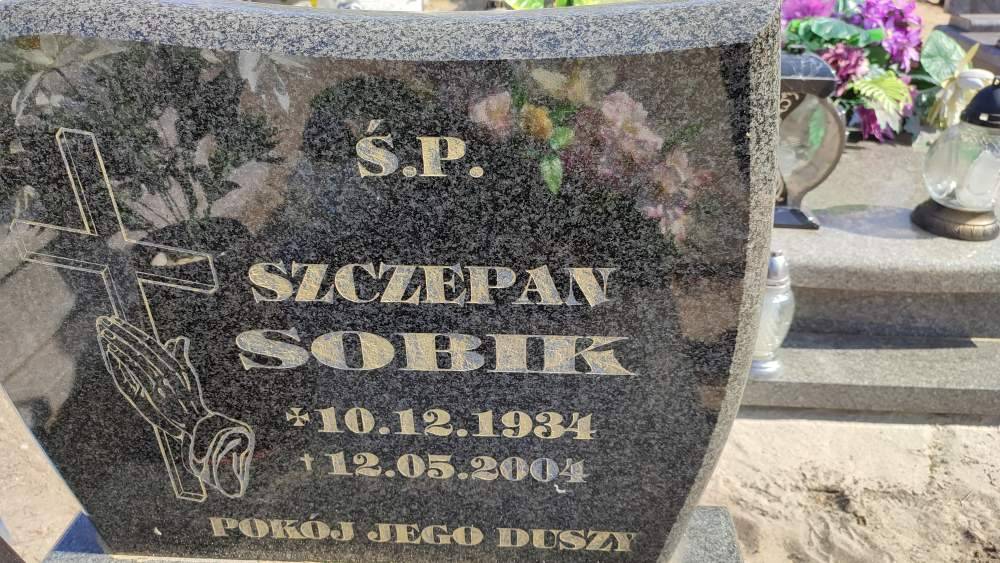 Ś.P.
SZCZEPAN
SOBIK
*10.12.1934
†12.05.2004
POKÓJ JEGO DUSZY